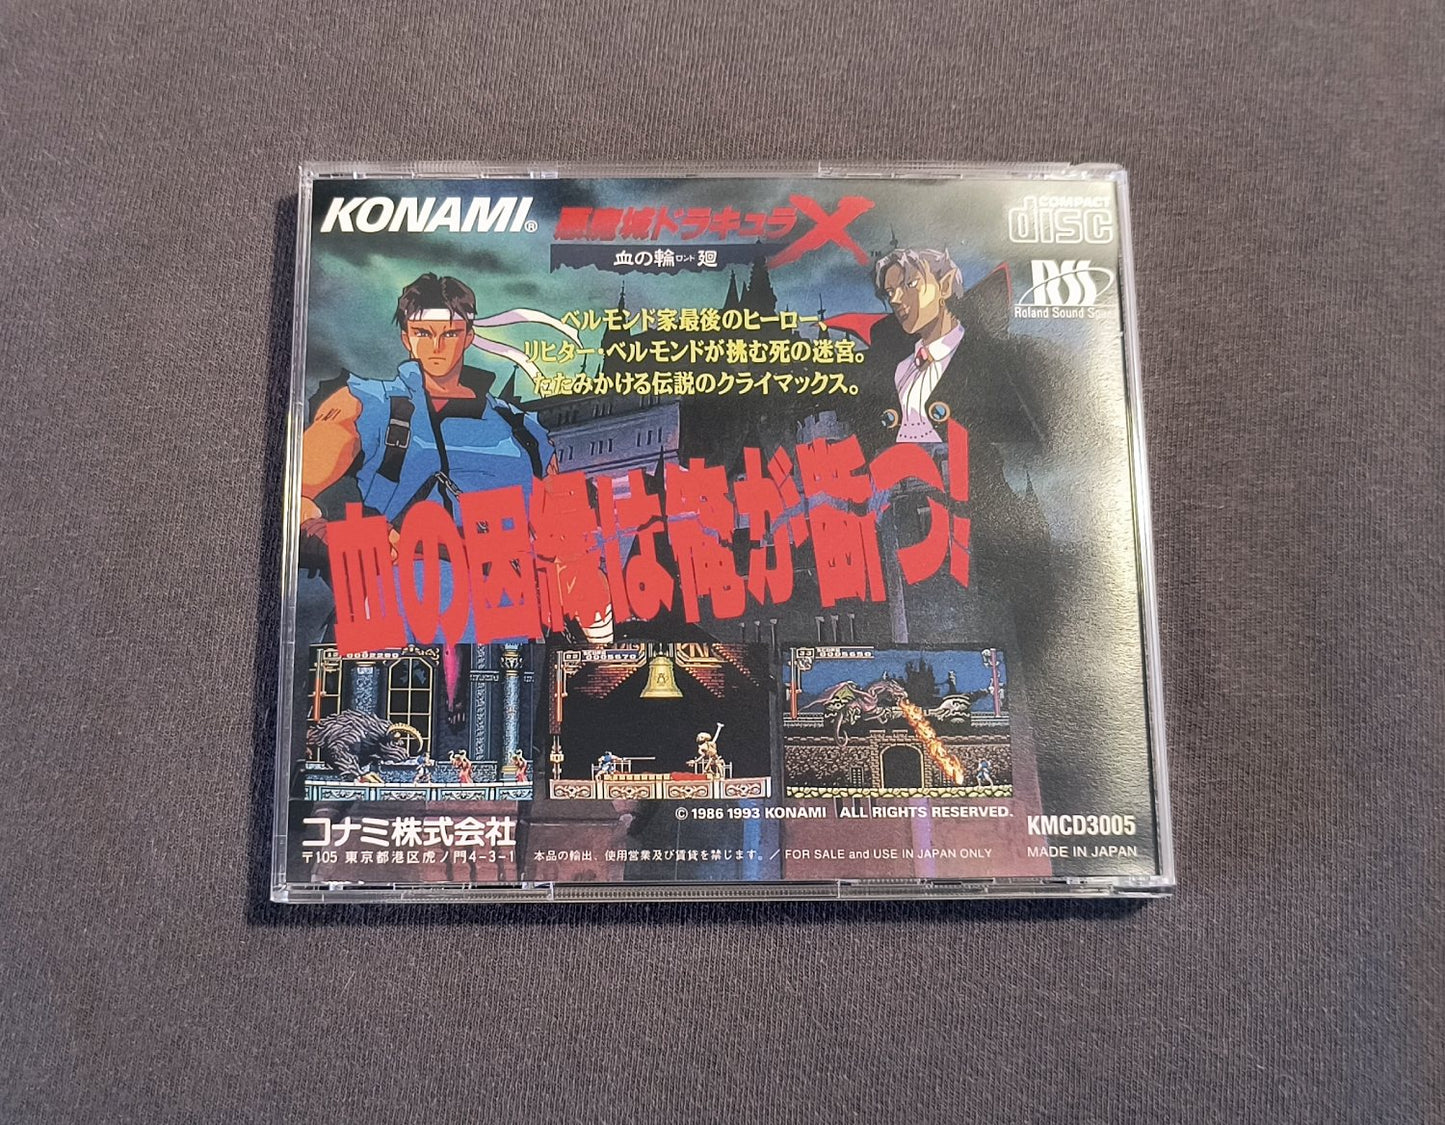 KONAMI®
悪魔城ドラキュラX™
血の輪ロンド廻
COMPACT
disc
RSS
Roland Sound Space
ベルモンド家最後のヒーロー、
リヒター・ベルモンドが挑む死の迷宮。
たたみかける伝説のクライマックス。
血の因縁は俺が断つ!
0002290
0005670
0005650
© 1986 1993 KONAMI ALL RIGHTS RESERVED.
コナミ株式会社
〒105 東京都港区虎ノ門4-3-1
本品の輸出、使用営業及び賃貸を禁じます。/ FOR SALE and USE IN JAPAN ONLY
KMCD3005
MADE IN JAPAN